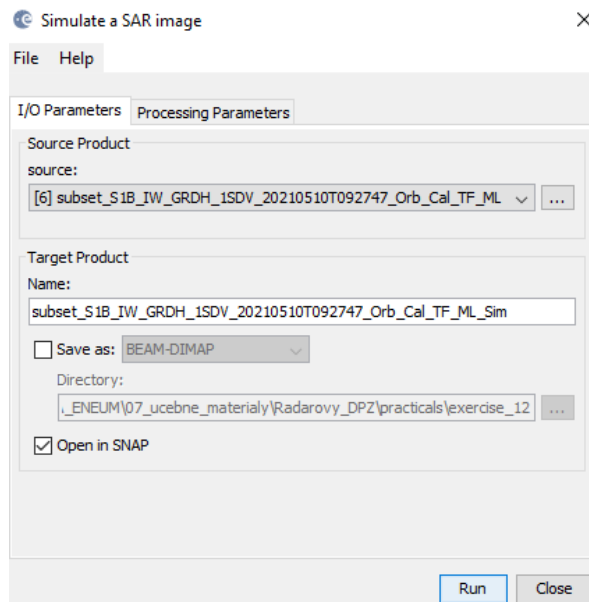 Simulate a SAR image
File Help
I/O Parameters Processing Parameters
Source Product
source:
[6] subset_S1B_IW_GRDH_1SDV_20210510T092747_Orb_Cal_TF_ML
...
Target Product
Name:
subset_S1B_IW_GRDH_1SDV_20210510T092747_Orb_Cal_TF_ML_Sim
Save as: BEAM-DIMAP
Directory:
_ENEUM\07_ucebne_materialy\Radarovy_DPZ\practicals\exercise_12
...
Open in SNAP
Run Close